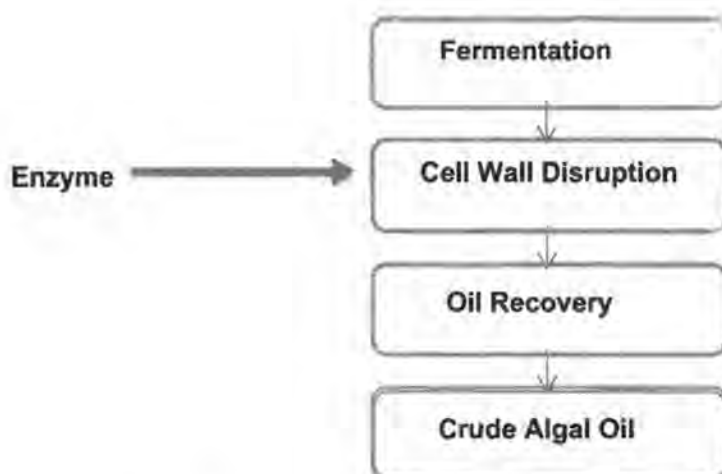 Fermentation
Enzyme
Cell Wall Disruption
Oil Recovery
Crude Algal Oil